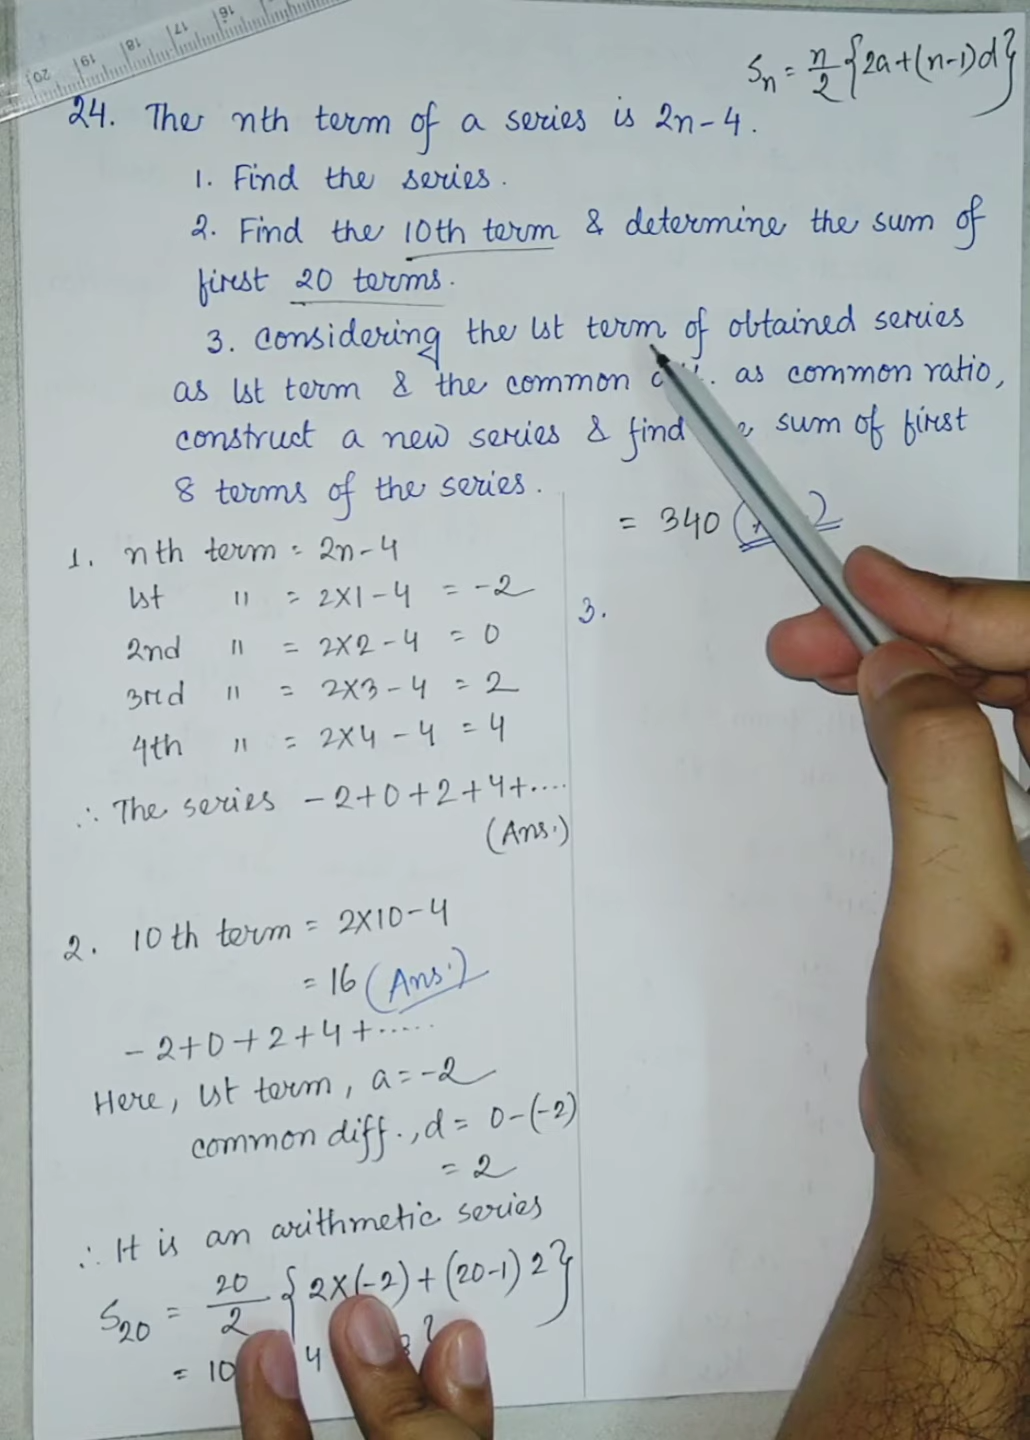 20 19 18 17 16
Sn = n/2 {2a+(n-1)d}
24. The nth term of a series is 2n-4.
1. Find the series.
2. Find the 10th term & determine the sum of
first 20 terms.
3. Considering the 1st term of obtained series
as 1st term & the common as common ratio,
construct a new series & find sum of first
8 terms of the series.
1. nth term = 2n-4
1st " = 2×1-4 = -2
2nd " = 2×2-4 = 0
3rd " = 2×3-4 = 2
4th " = 2×4-4 = 4
∴ The series -2+0+2+4+....
(Ans.)
2. 10th term = 2×10-4
= 16 (Ans.)
-2+0+2+4+.....
Here, 1st term, a = -2
common diff., d = 0-(-2)
= 2
∴ It is an arithmetic series
S20 = 20/2 {2×(-2)+(20-1)2}
= 10 4 8}
= 340
3.